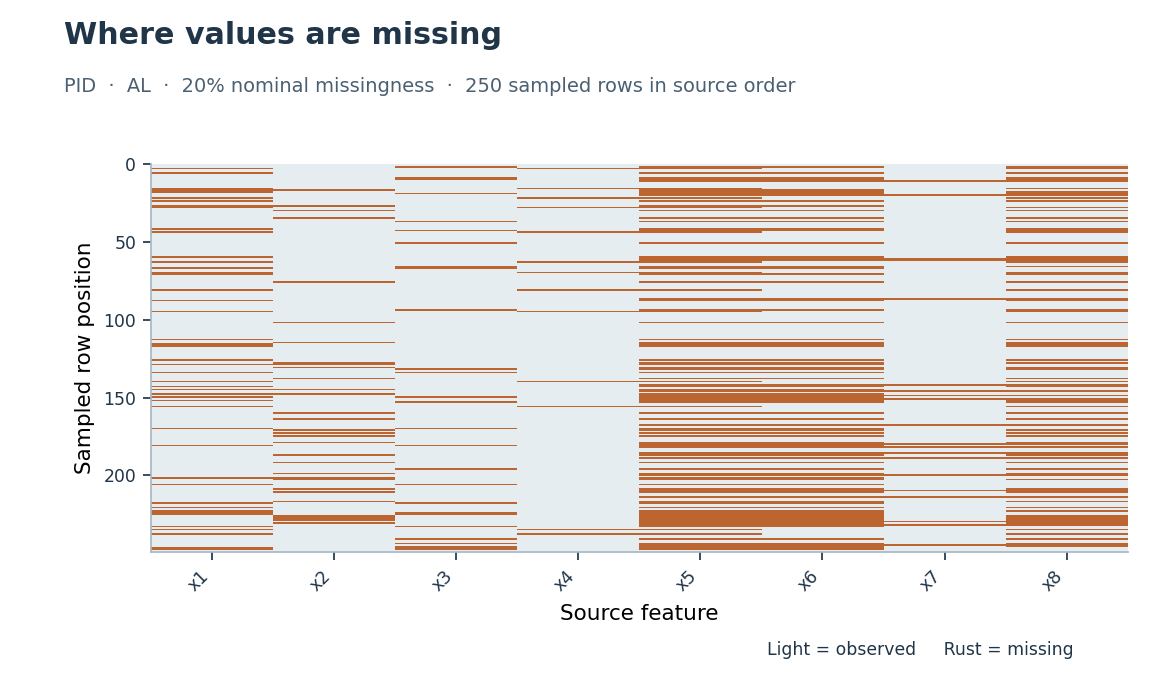 Where values are missing
PID · AL · 20% nominal missingness · 250 sampled rows in source order
Sampled row position
0
50
100
150
200
x1 x2 x3 x4 x5 x6 x7 x8
Source feature
Light = observed Rust = missing